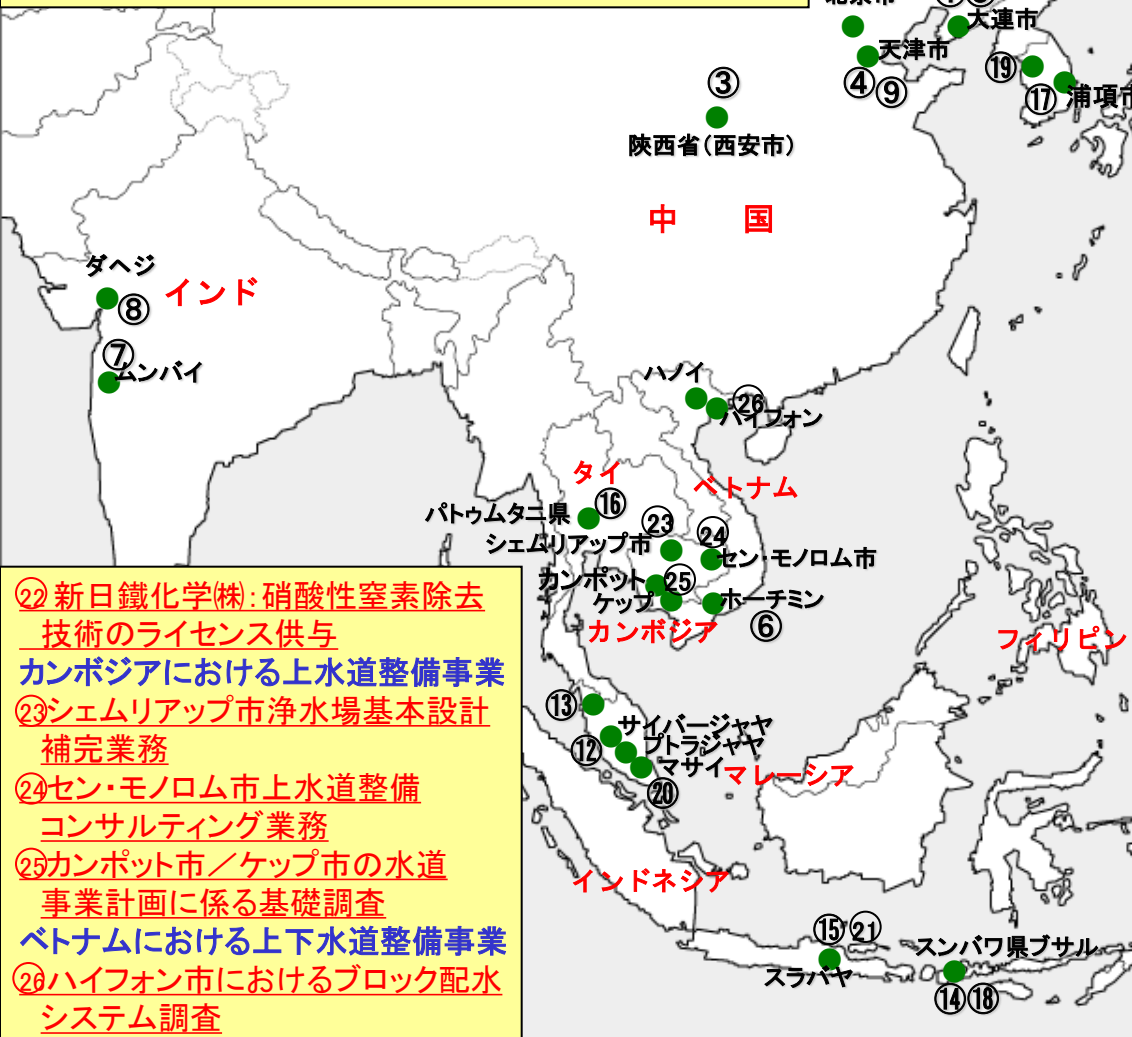 北京市
大連市
天津市
④⑨
⑲
⑰
浦項市
③
陝西省(西安市)
中 国
ダヘジ
⑧
インド
⑦
ムンバイ
ハノイ
㉖
ハイフォン
タイ
ベトナム
パトゥムタニ県
⑯
シェムリアップ市
㉓
㉔
セン・モノロム市
カンポット
㉕
ケップ
ホーチミン
⑥
カンボジア
フィリピン
⑬
サイバージャヤ
⑫
プトラジャヤ
マサイ
⑳
マレーシア
インドネシア
⑮㉑
スラバヤ
スンバワ県ブサル
⑭⑱
㉒新日鐵化学㈱:硝酸性窒素除去
技術のライセンス供与
カンボジアにおける上水道整備事業
㉓シェムリアップ市浄水場基本設計
補完業務
㉔セン・モノロム市上水道整備
コンサルティング業務
㉕カンポット市/ケップ市の水道
事業計画に係る基礎調査
ベトナムにおける上下水道整備事業
㉖ハイフォン市におけるブロック配水
システム調査